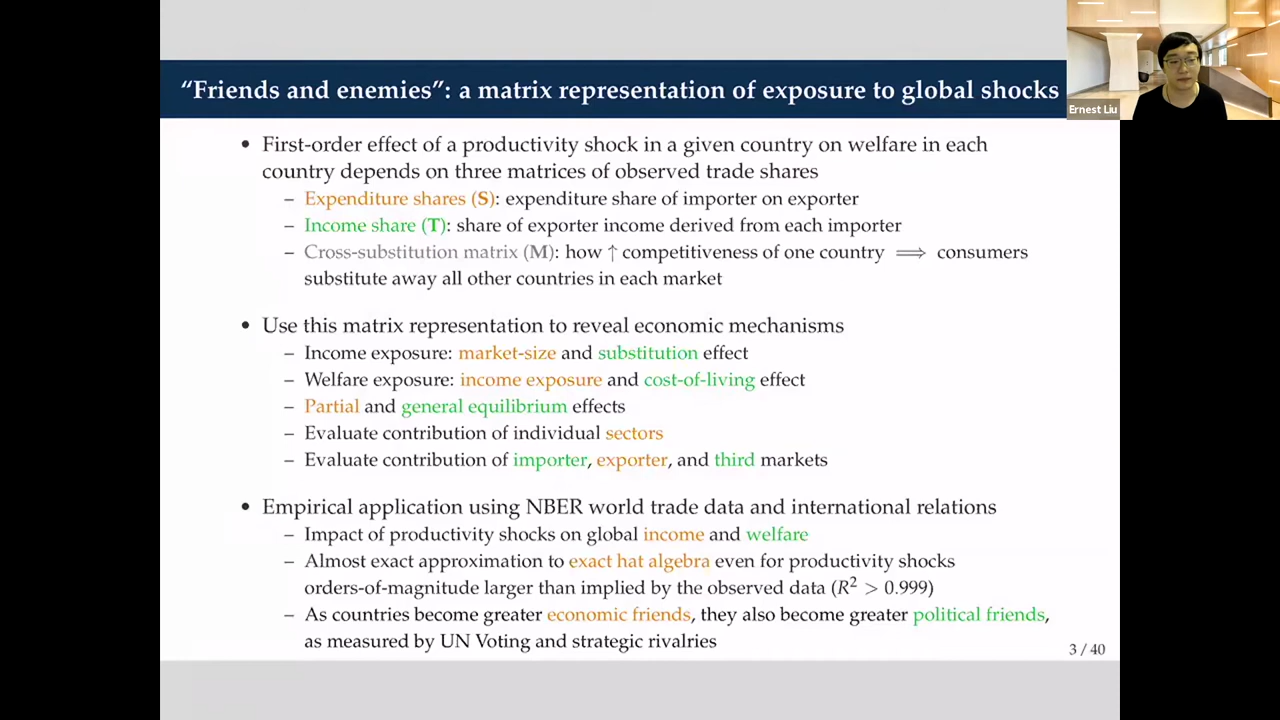 “Friends and enemies”: a matrix representation of exposure to global shocks
Ernest Liu
• First-order effect of a productivity shock in a given country on welfare in each
country depends on three matrices of observed trade shares
– Expenditure shares (S): expenditure share of importer on exporter
– Income share (T): share of exporter income derived from each importer
– Cross-substitution matrix (M): how ↑ competitiveness of one country ⟹ consumers
substitute away all other countries in each market
• Use this matrix representation to reveal economic mechanisms
– Income exposure: market-size and substitution effect
– Welfare exposure: income exposure and cost-of-living effect
– Partial and general equilibrium effects
– Evaluate contribution of individual sectors
– Evaluate contribution of importer, exporter, and third markets
• Empirical application using NBER world trade data and international relations
– Impact of productivity shocks on global income and welfare
– Almost exact approximation to exact hat algebra even for productivity shocks
orders-of-magnitude larger than implied by the observed data (R² > 0.999)
– As countries become greater economic friends, they also become greater political friends,
as measured by UN Voting and strategic rivalries
3 / 40